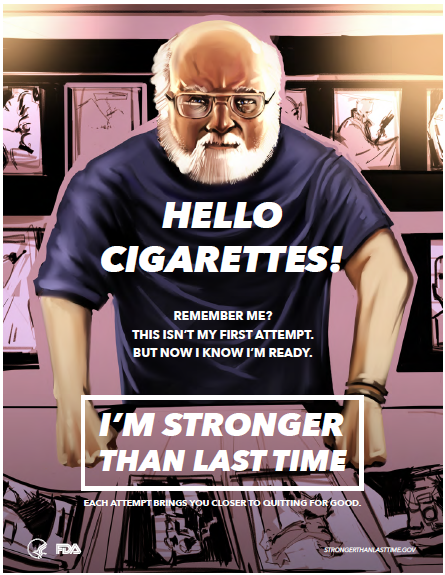 HELLO
CIGARETTES!
REMEMBER ME?
THIS ISN'T MY FIRST ATTEMPT.
BUT NOW I KNOW I'M READY.
I'M STRONGER
THAN LAST TIME
EACH ATTEMPT BRINGS YOU CLOSER TO QUITTING FOR GOOD.
FDA
STRONGERTHANLASTTIME.GOV